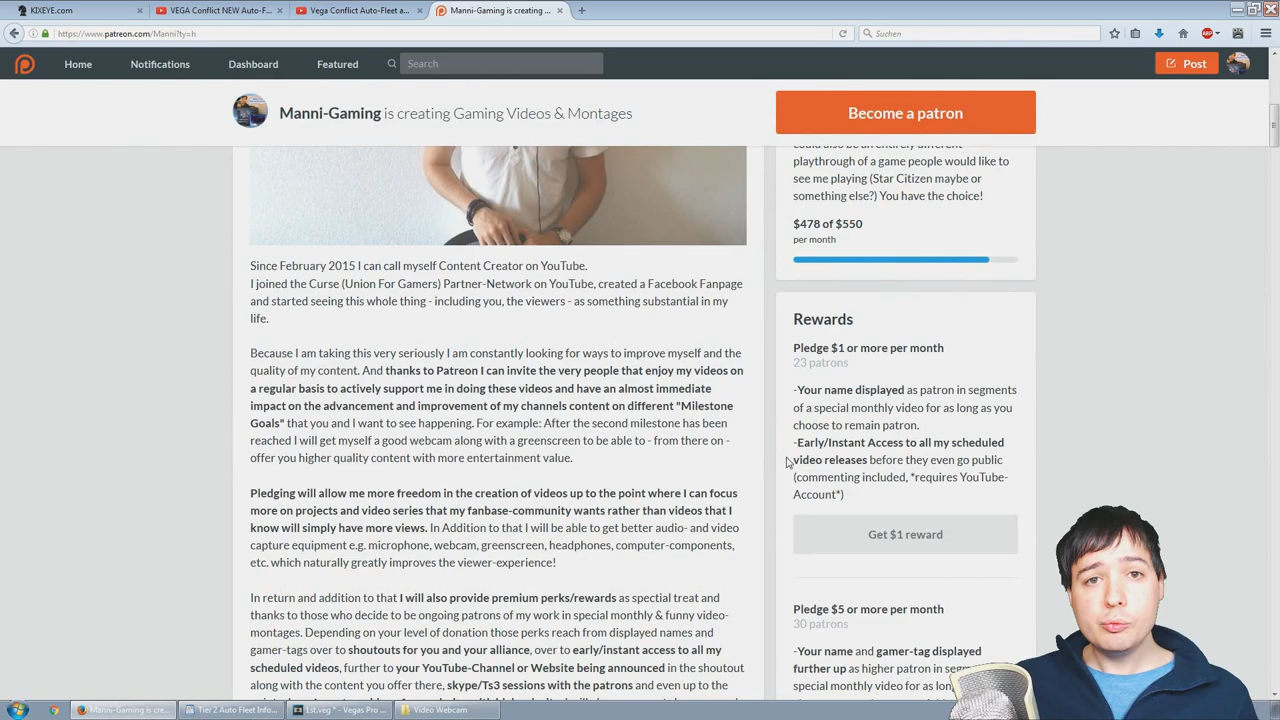 KIXEYE.com
VEGA Conflict NEW Auto-F...
Vega Conflict Auto-Fleet a...
Manni-Gaming is creating ...
https://www.patreon.com/Manni?ty=h
Suchen
ABP
Home
Notifications
Dashboard
Featured
Search
Post
Manni-Gaming is creating Gaming Videos & Montages
Become a patron
Since February 2015 I can call myself Content Creator on YouTube.
I joined the Curse (Union For Gamers) Partner-Network on YouTube, created a Facebook Fanpage
and started seeing this whole thing - including you, the viewers - as something substantial in my
life.
Because I am taking this very seriously I am constantly looking for ways to improve myself and the
quality of my content. And thanks to Patreon I can invite the very people that enjoy my videos on
a regular basis to actively support me in doing these videos and have an almost immediate
impact on the advancement and improvement of my channels content on different "Milestone
Goals" that you and I want to see happening. For example: After the second milestone has been
reached I will get myself a good webcam along with a greenscreen to be able to - from there on -
offer you higher quality content with more entertainment value.
Pledging will allow me more freedom in the creation of videos up to the point where I can focus
more on projects and video series that my fanbase-community wants rather than videos that I
know will simply have more views. In Addition to that I will be able to get better audio- and video
capture equipment e.g. microphone, webcam, greenscreen, headphones, computer-components,
etc. which naturally greatly improves the viewer-experience!
In return and addition to that I will also provide premium perks/rewards as spectial treat and
thanks to those who decide to be ongoing patrons of my work in special monthly & funny video-
montages. Depending on your level of donation those perks reach from displayed names and
gamer-tags over to shoutouts for you and your alliance, over to early/instant access to all my
scheduled videos, further to your YouTube-Channel or Website being announced in the shoutout
along with the content you offer there, skype/Ts3 sessions with the patrons and even up to the
could also be an entirely different
playthrough of a game people would like to
see me playing (Star Citizen maybe or
something else?) You have the choice!
$478 of $550
per month
Rewards
Pledge $1 or more per month
23 patrons
-Your name displayed as patron in segments
of a special monthly video for as long as you
choose to remain patron.
-Early/Instant Access to all my scheduled
video releases before they even go public
(commenting included, *requires YouTube-
Account*)
Get $1 reward
Pledge $5 or more per month
30 patrons
-Your name and gamer-tag displayed
further up as higher patron in
special monthly video for as long
Manni-Gaming is cre...
Tier 2 Auto Fleet Info...
1st.veg * - Vegas Pro ...
Video Webcam